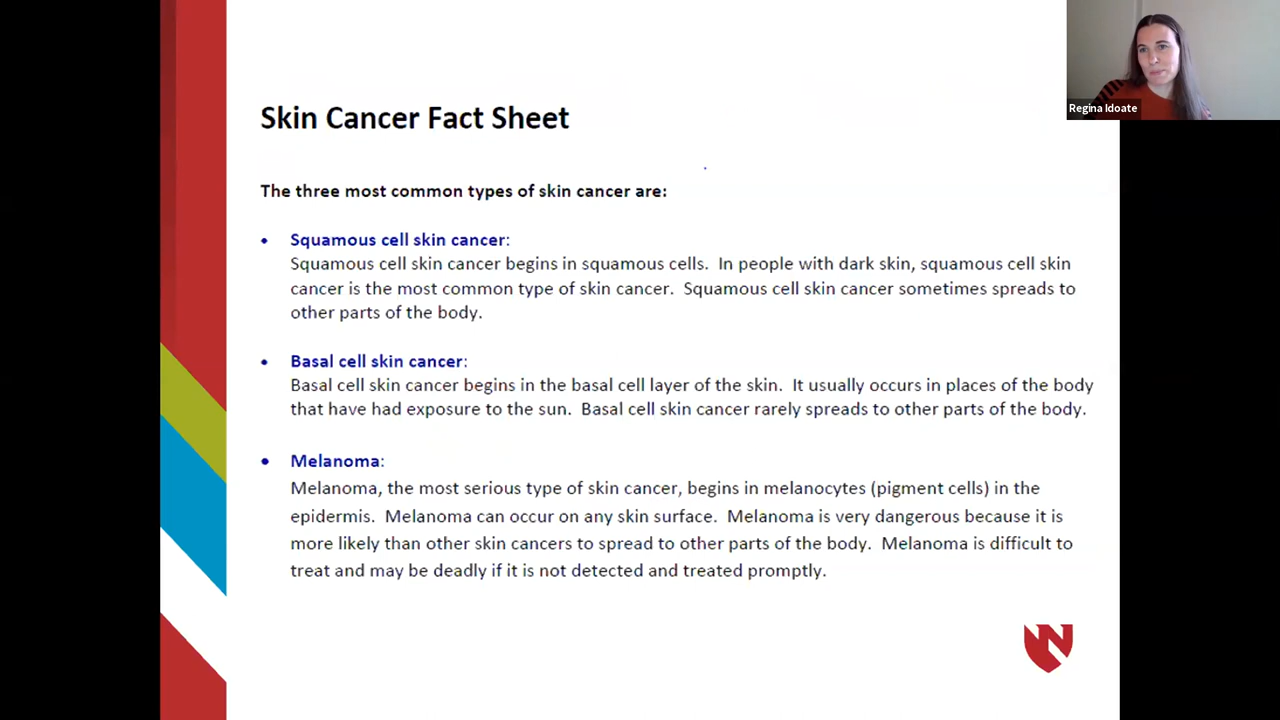 Regina Idoate
Skin Cancer Fact Sheet
The three most common types of skin cancer are:
• Squamous cell skin cancer:
Squamous cell skin cancer begins in squamous cells. In people with dark skin, squamous cell skin
cancer is the most common type of skin cancer. Squamous cell skin cancer sometimes spreads to
other parts of the body.
• Basal cell skin cancer:
Basal cell skin cancer begins in the basal cell layer of the skin. It usually occurs in places of the body
that have had exposure to the sun. Basal cell skin cancer rarely spreads to other parts of the body.
• Melanoma:
Melanoma, the most serious type of skin cancer, begins in melanocytes (pigment cells) in the
epidermis. Melanoma can occur on any skin surface. Melanoma is very dangerous because it is
more likely than other skin cancers to spread to other parts of the body. Melanoma is difficult to
treat and may be deadly if it is not detected and treated promptly.